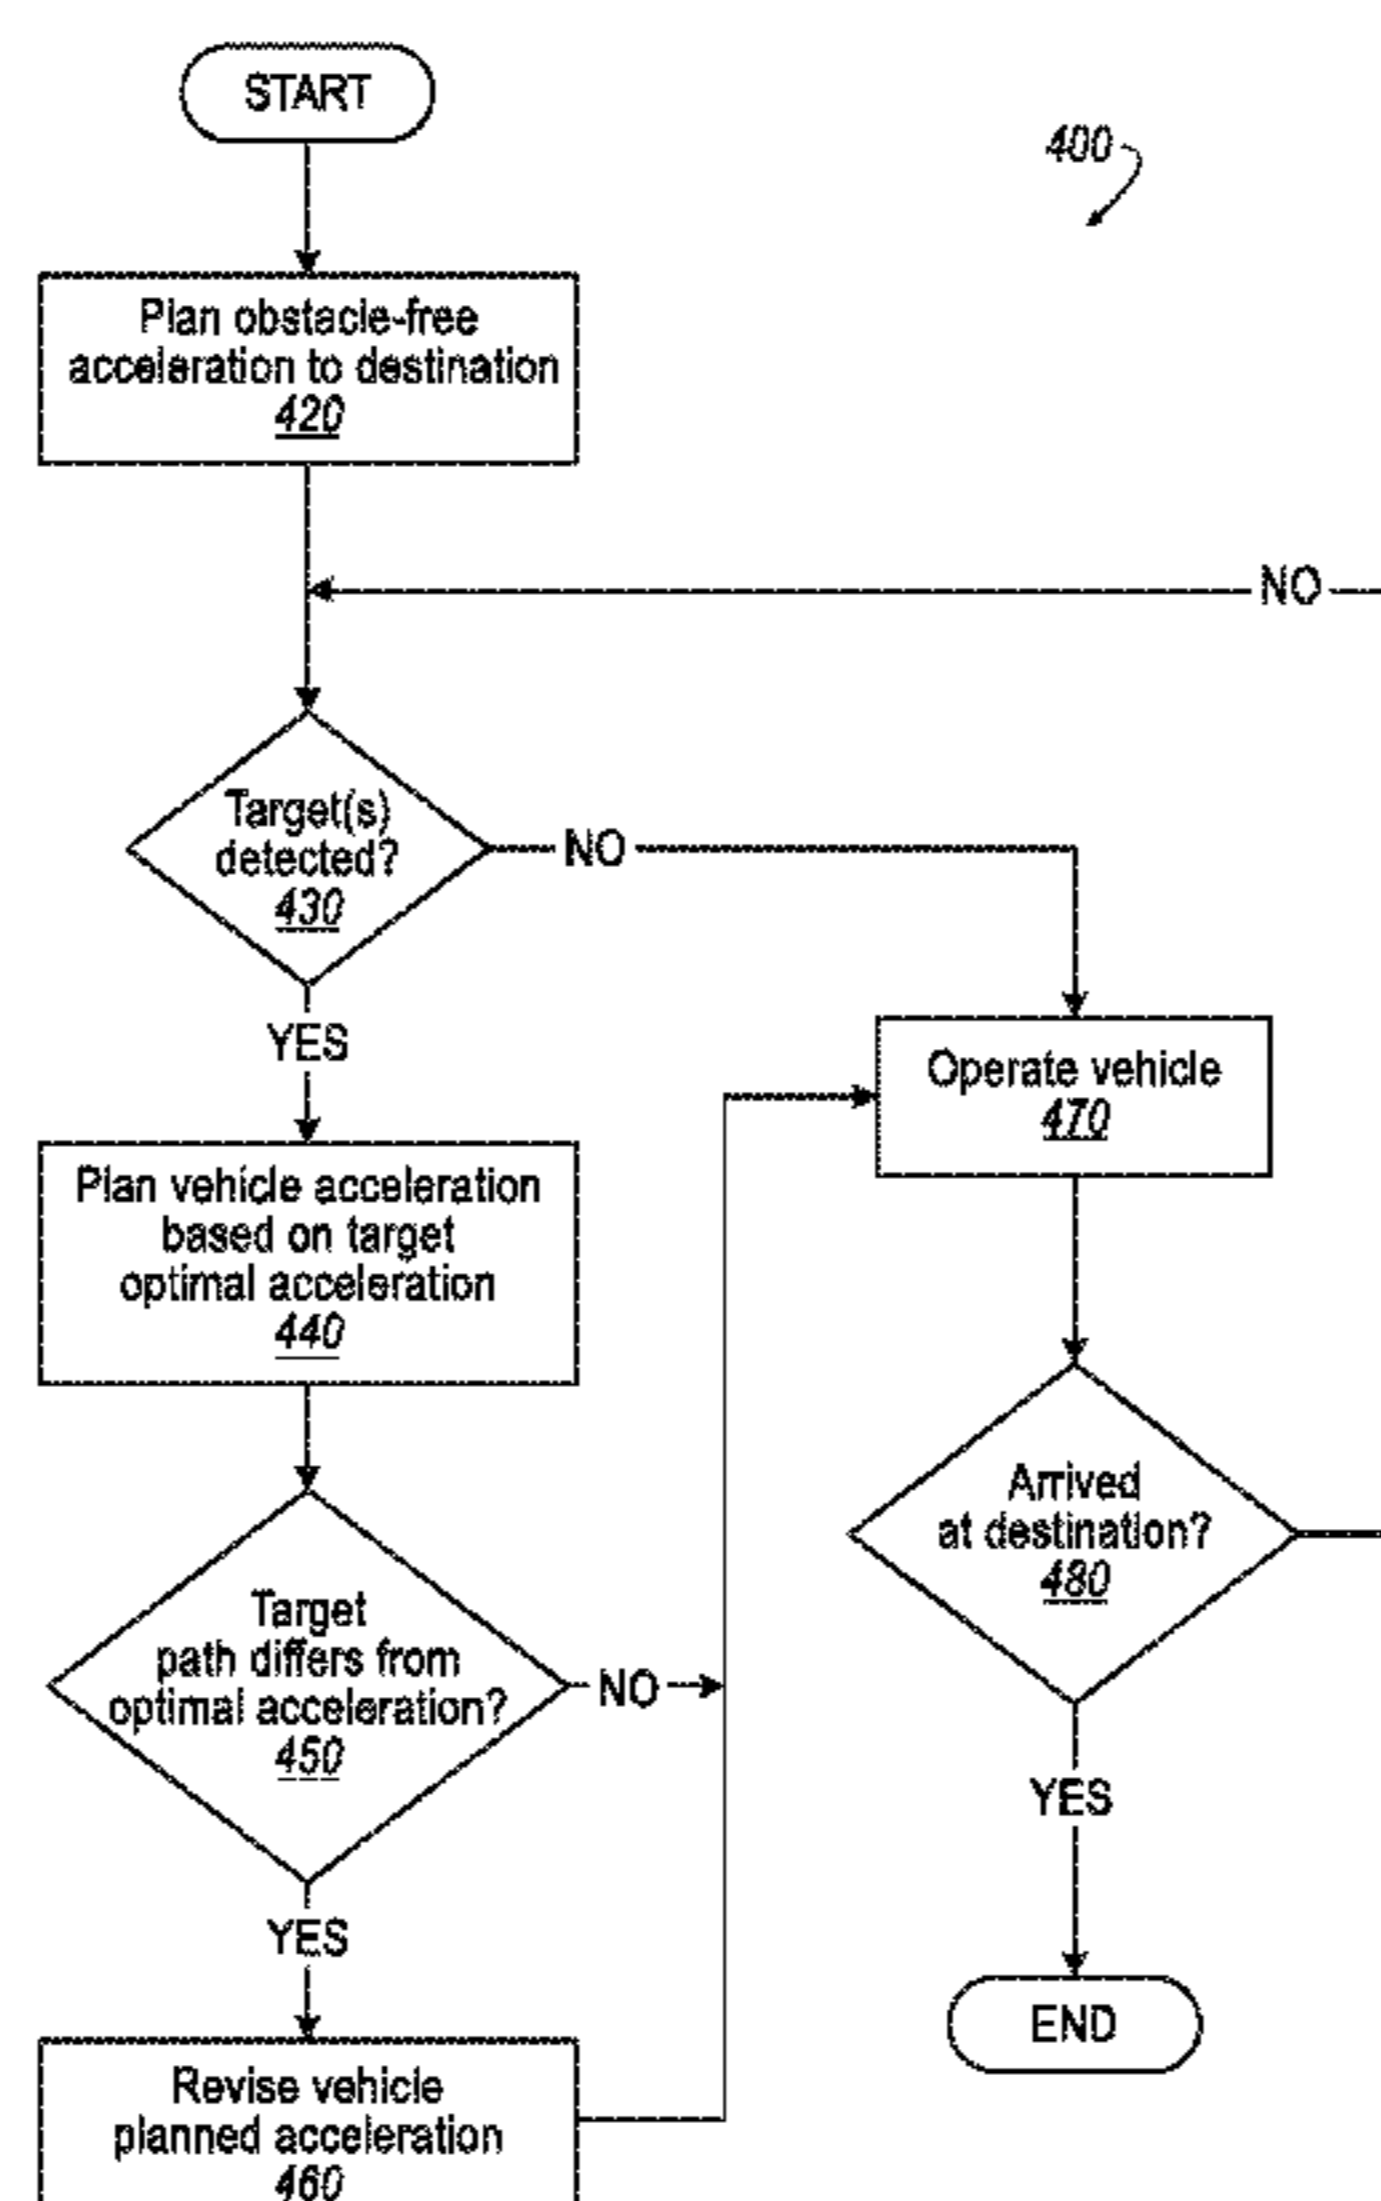 START
400
Plan obstacle-free
acceleration to destination
420
NO
Target(s)
detected?
430
NO
YES
Operate vehicle
470
Plan vehicle acceleration
based on target
optimal acceleration
440
Arrived
at destination?
480
Target
path differs from
optimal acceleration?
450
NO
YES
YES
END
Revise vehicle
planned acceleration
460